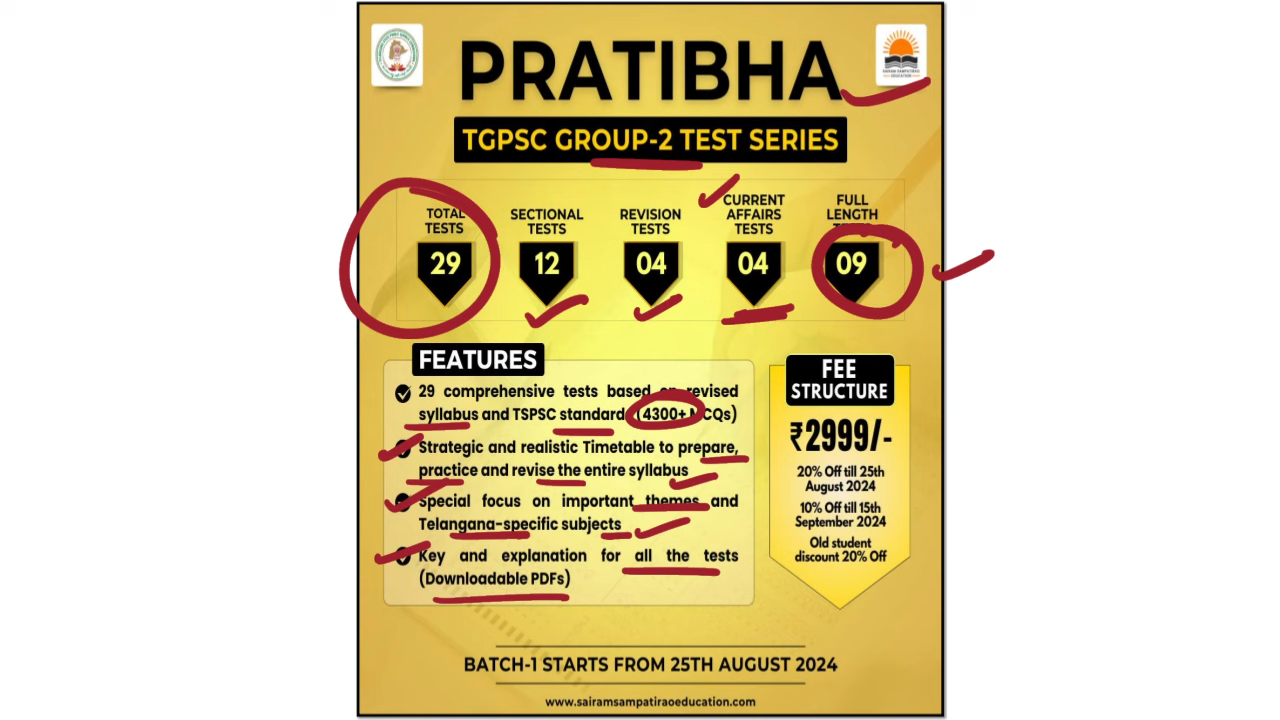 PRATIBHA
SAIRAM SAMPATIRAO
EDUCATION
TGPSC GROUP-2 TEST SERIES
TOTAL
TESTS
29
SECTIONAL
TESTS
12
REVISION
TESTS
04
CURRENT
AFFAIRS
TESTS
04
FULL
LENGTH
09
FEATURES
29 comprehensive tests based on revised
syllabus and TSPSC standards (4300+ MCQs)
Strategic and realistic Timetable to prepare,
practice and revise the entire syllabus
Special focus on important themes and
Telangana-specific subjects
Key and explanation for all the tests
(Downloadable PDFs)
FEE
STRUCTURE
₹2999/-
20% Off till 25th
August 2024
10% Off till 15th
September 2024
Old student
discount 20% Off
BATCH-1 STARTS FROM 25TH AUGUST 2024
www.sairamsampatiraoeducation.com